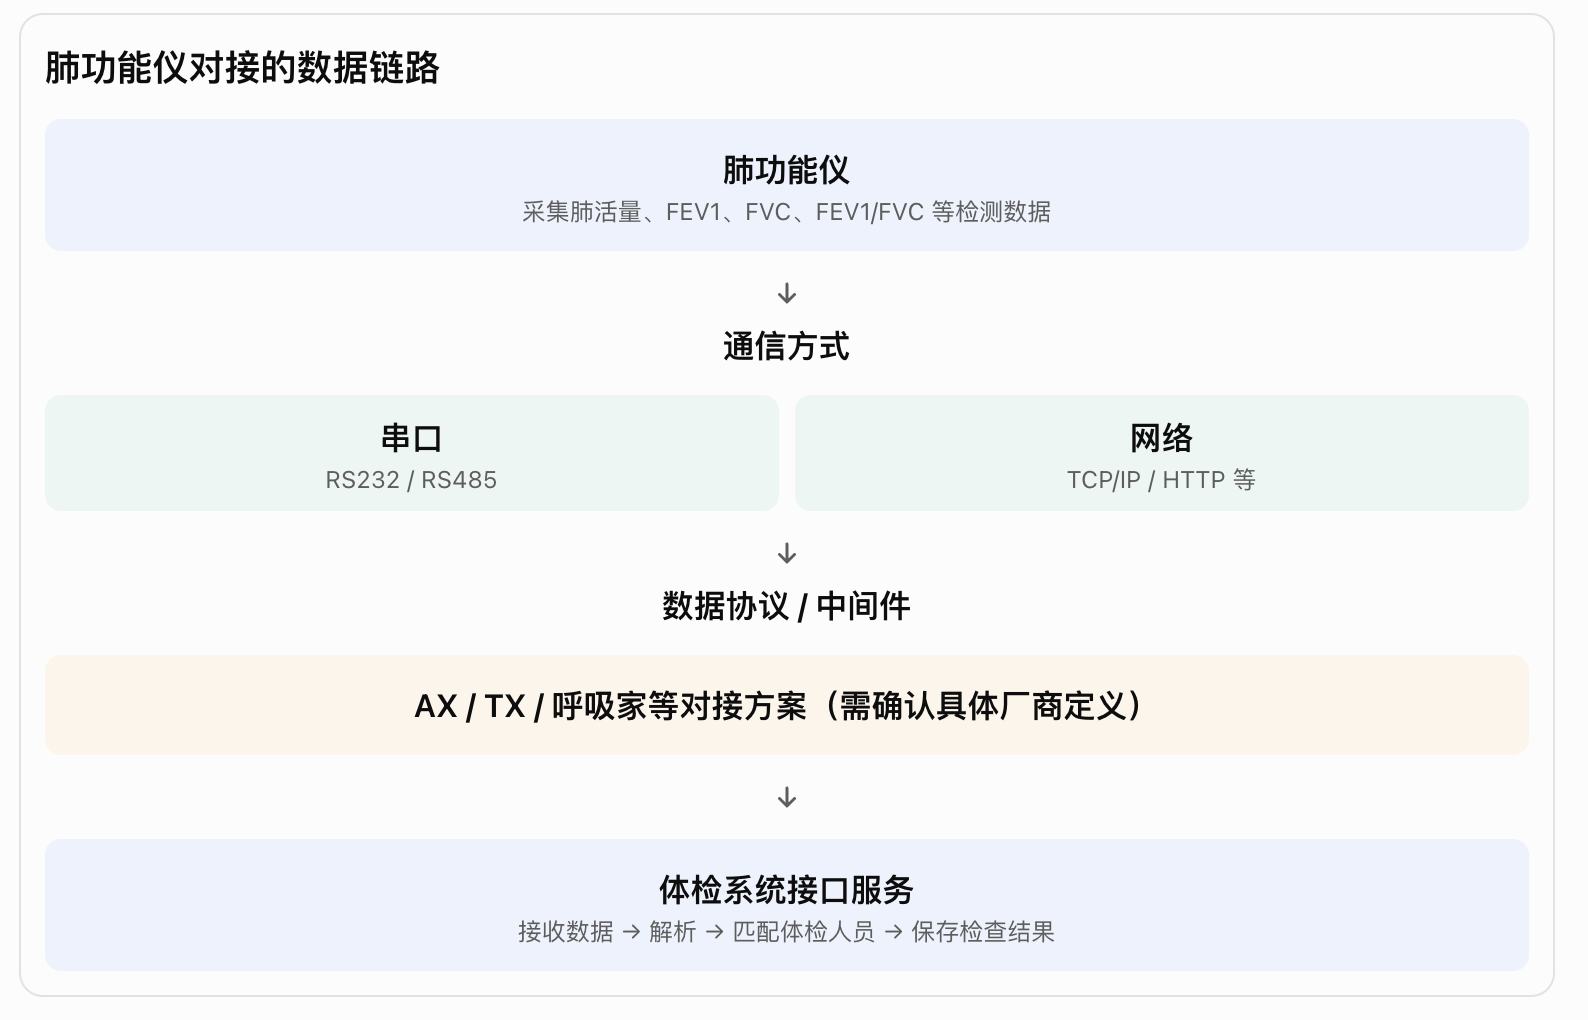 肺功能仪对接的数据链路
肺功能仪
采集肺活量、FEV1、FVC、FEV1/FVC 等检测数据
↓
通信方式
串口
RS232 / RS485
网络
TCP/IP / HTTP 等
↓
数据协议 / 中间件
AX / TX / 呼吸家等对接方案（需确认具体厂商定义）
↓
体检系统接口服务
接收数据 → 解析 → 匹配体检人员 → 保存检查结果